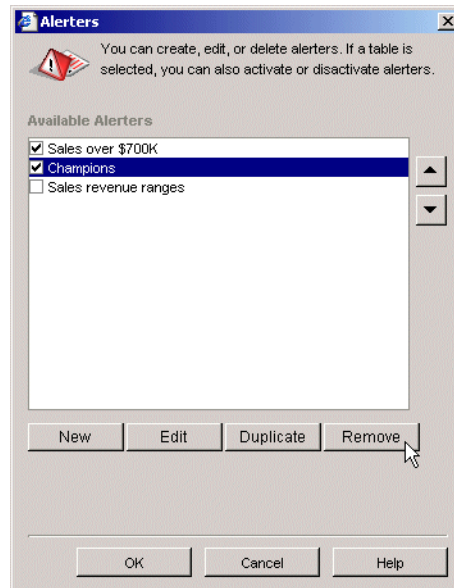 Alerters
You can create, edit, or delete alerters. If a table is
selected, you can also activate or disactivate alerters.
Available Alerters
Sales over $700K
Champions
Sales revenue ranges
New Edit Duplicate Remove
OK Cancel Help